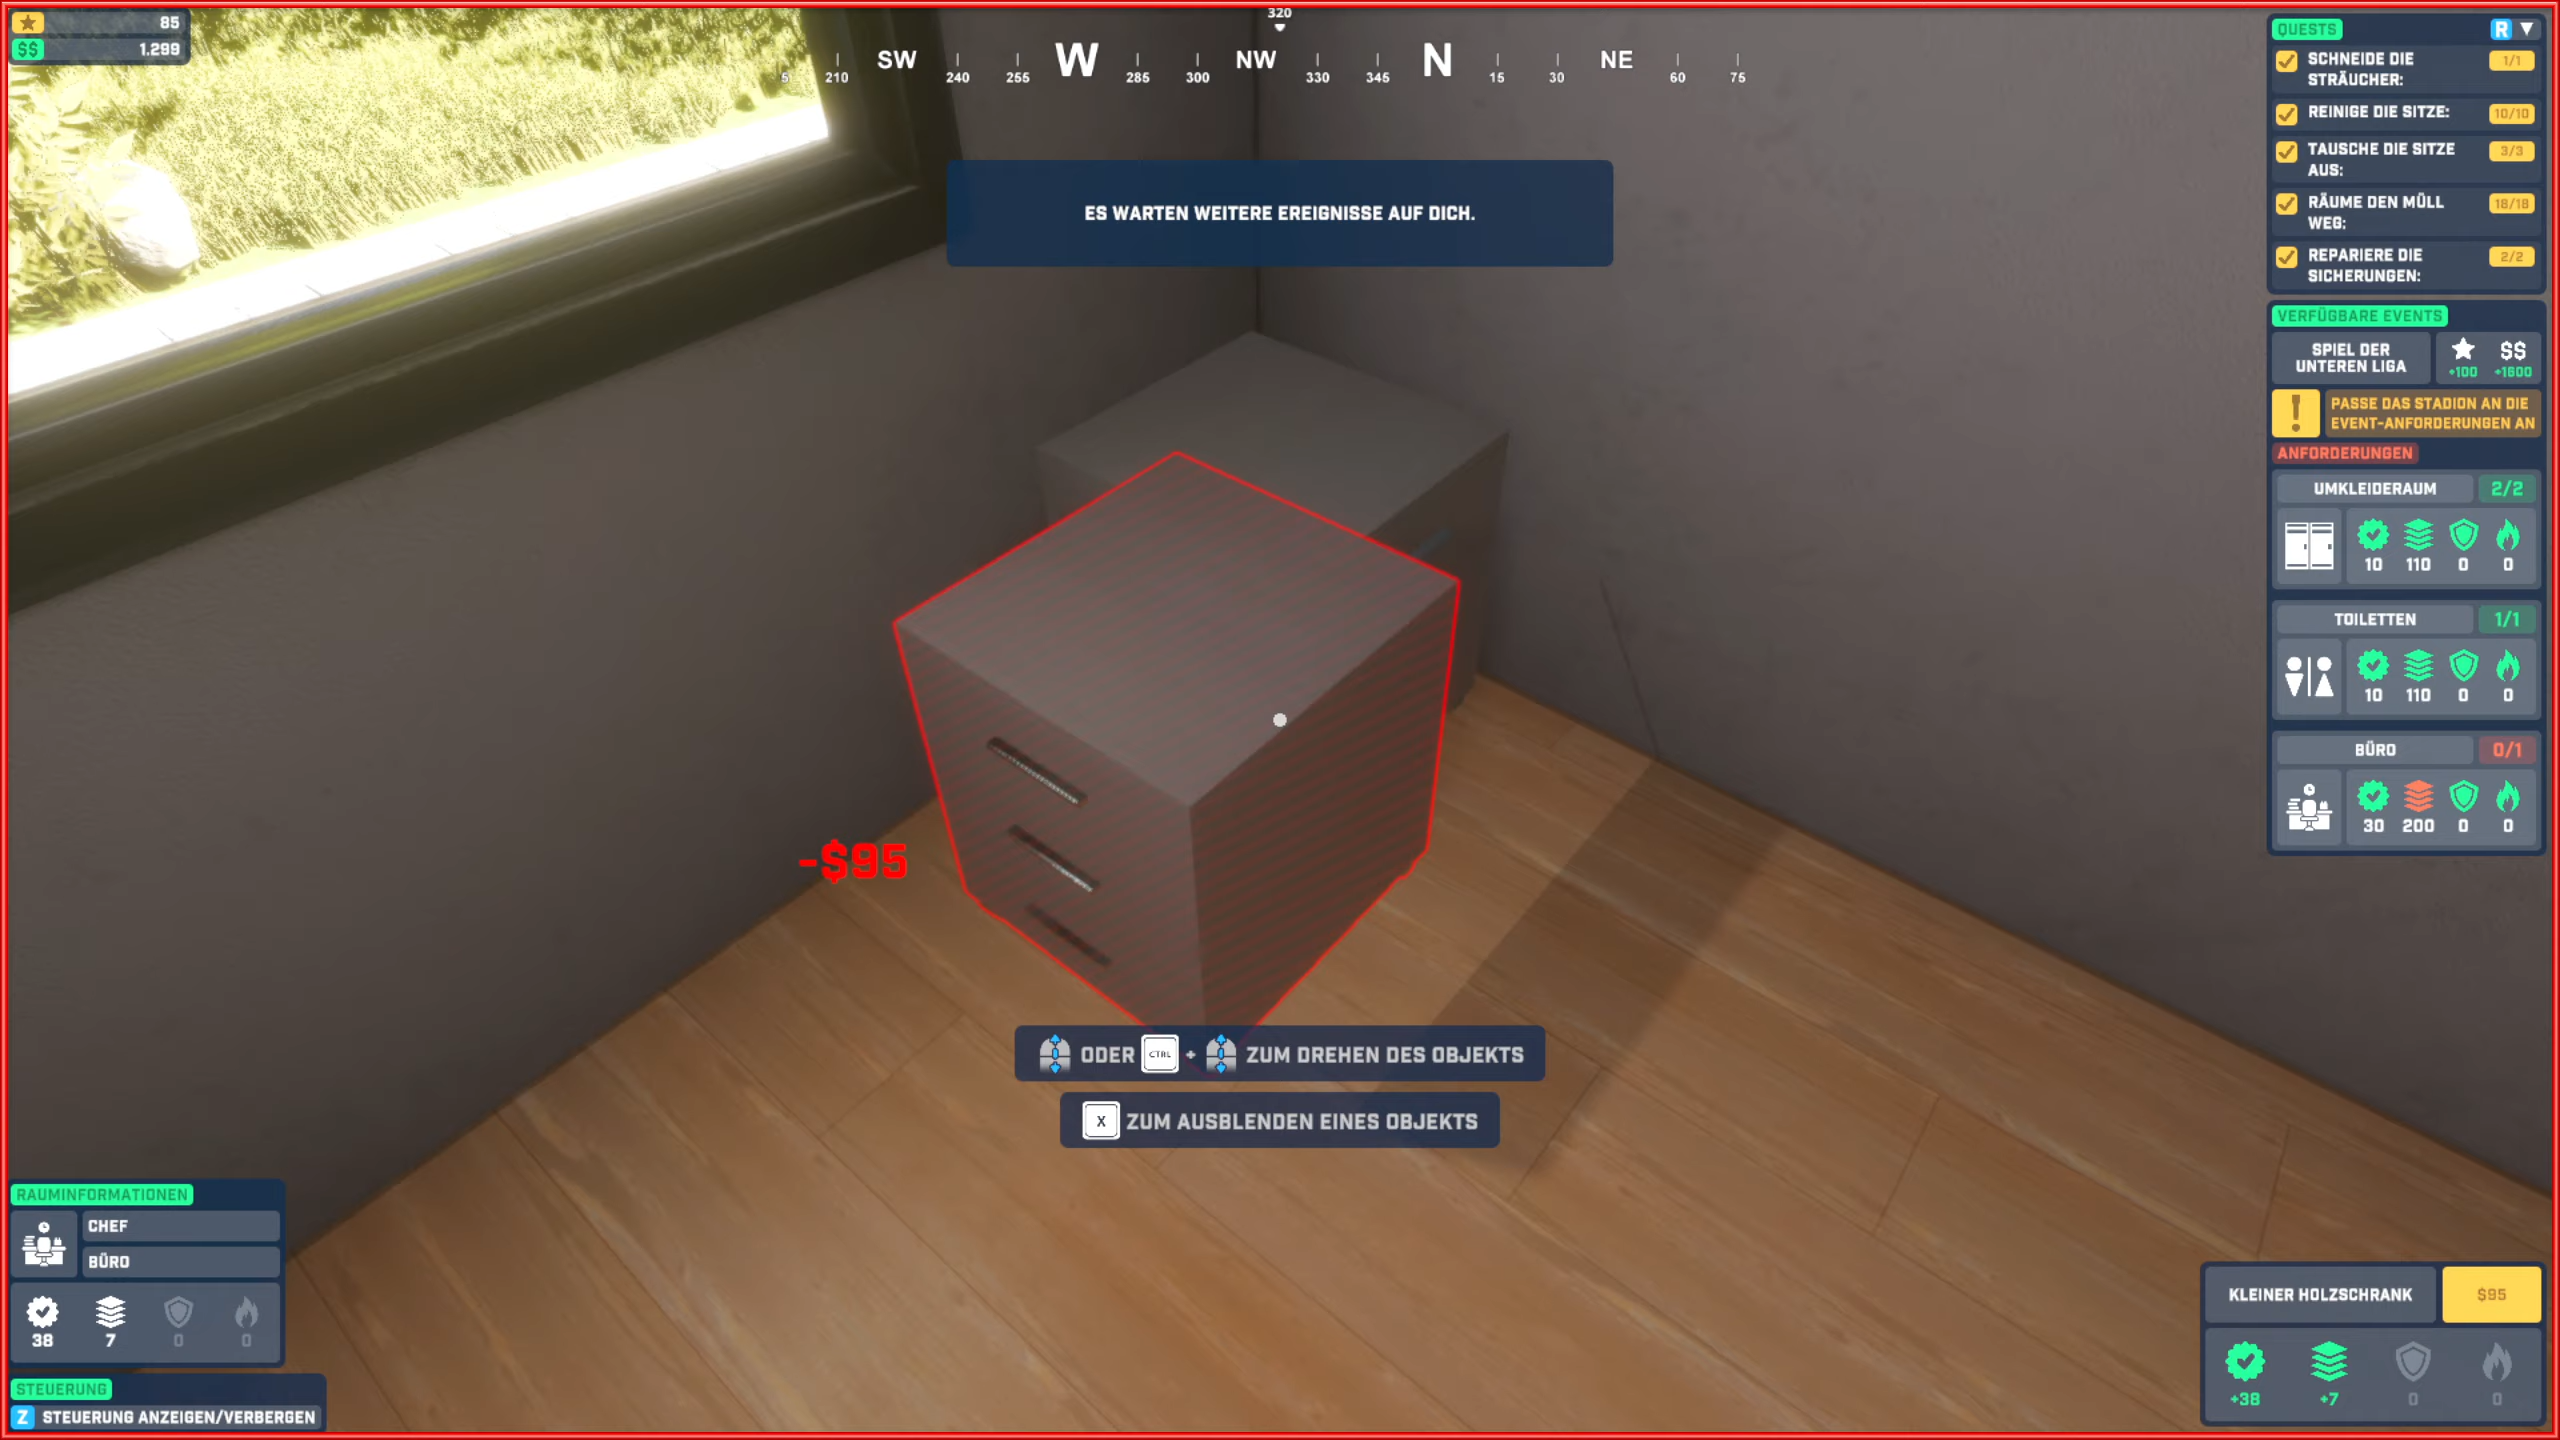 85
$$ 1.299
320
5 210 SW 240 255 W 285 300 NW 330 345 N 15 30 NE 60 75
ES WARTEN WEITERE EREIGNISSE AUF DICH.
QUESTS R
SCHNEIDE DIE
STRÄUCHER:
1/1
REINIGE DIE SITZE: 10/10
TAUSCHE DIE SITZE
AUS:
3/3
RÄUME DEN MÜLL
WEG:
18/18
REPARIERE DIE
SICHERUNGEN:
2/2
VERFÜGBARE EVENTS
SPIEL DER
UNTEREN LIGA
$$
+100 +1600
! PASSE DAS STADION AN DIE
EVENT-ANFORDERUNGEN AN
ANFORDERUNGEN
UMKLEIDERAUM 2/2
10 110 0 0
TOILETTEN 1/1
10 110 0 0
BÜRO 0/1
30 200 0 0
-$95
ODER CTRL + ZUM DREHEN DES OBJEKTS
X ZUM AUSBLENDEN EINES OBJEKTS
RAUMINFORMATIONEN
CHEF
BÜRO
38 7 0 0
STEUERUNG
Z STEUERUNG ANZEIGEN/VERBERGEN
KLEINER HOLZSCHRANK $95
+38 +7 0 0